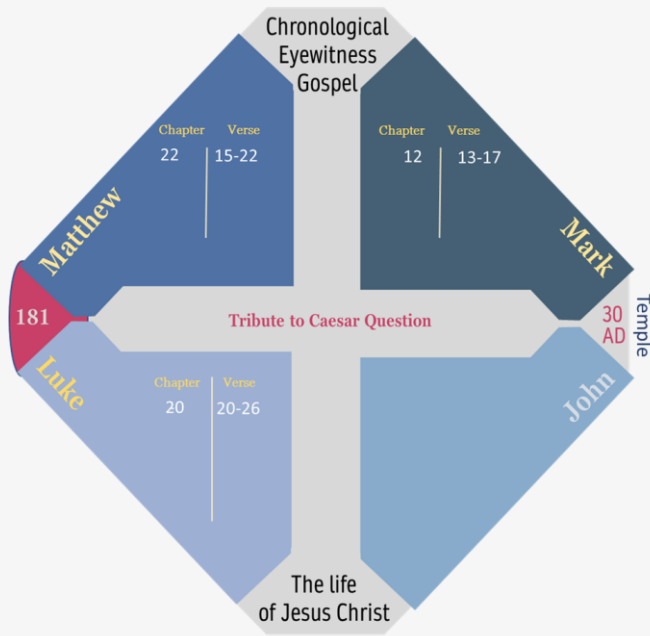 Chronological
Eyewitness
Gospel
Chapter Verse
22 15-22
Matthew
Chapter Verse
12 13-17
Mark
181
Tribute to Caesar Question
30
AD
Temple
Luke
Chapter Verse
20 20-26
John
The life
of Jesus Christ